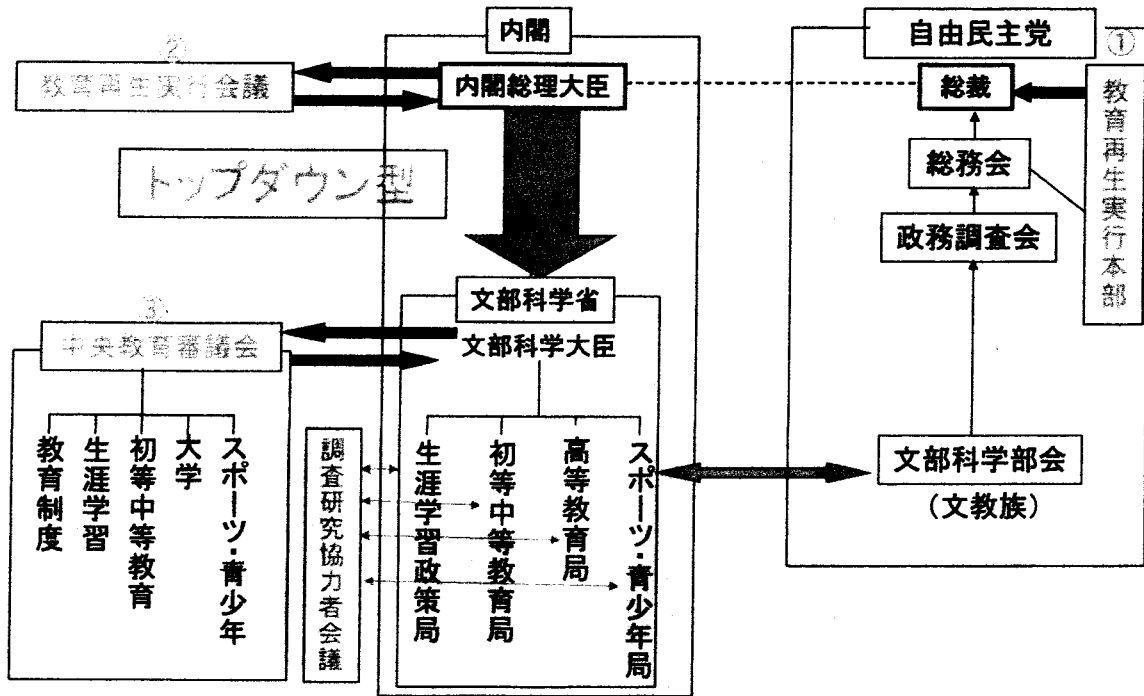 内閣
自由民主党
①
②
教育再生実行会議
内閣総理大臣
総裁
教育再生実行本部
トップダウン型
総務会
政務調査会
文部科学省
③
中央教育審議会
文部科学大臣
教育制度
生涯学習
初等中等教育
大学
スポーツ・青少年
調査研究協力者会議
生涯学習政策局
初等中等教育局
高等教育局
スポーツ・青少年局
文部科学部会
(文教族)